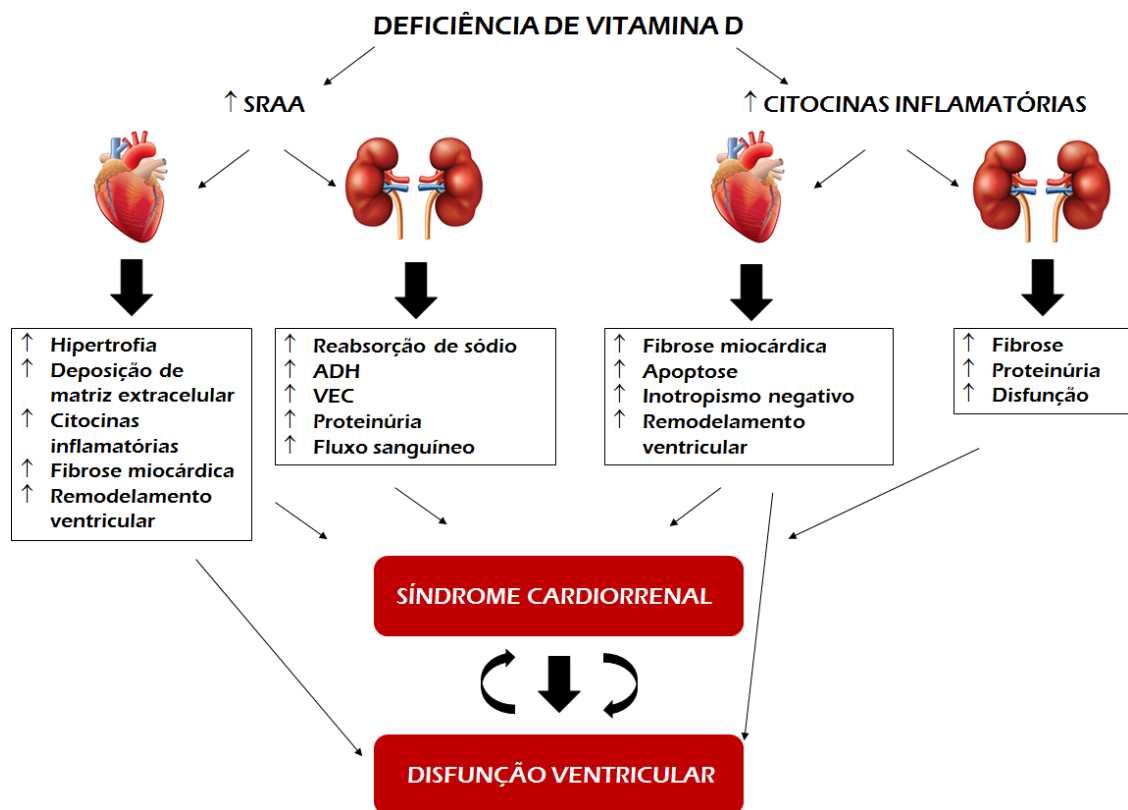 DEFICIÊNCIA DE VITAMINA D
↑ SRAA
↑ CITOCINAS INFLAMATÓRIAS
↑ Hipertrofia
↑ Deposição de
matriz extracelular
↑ Citocinas
inflamatórias
↑ Fibrose miocárdica
↑ Remodelamento
ventricular
↑ Reabsorção de sódio
↑ ADH
↑ VEC
↑ Proteinúria
↑ Fluxo sanguíneo
↑ Fibrose miocárdica
↑ Apoptose
↑ Inotropismo negativo
↑ Remodelamento
ventricular
↑ Fibrose
↑ Proteinúria
↑ Disfunção
SÍNDROME CARDIORRENAL
DISFUNÇÃO VENTRICULAR